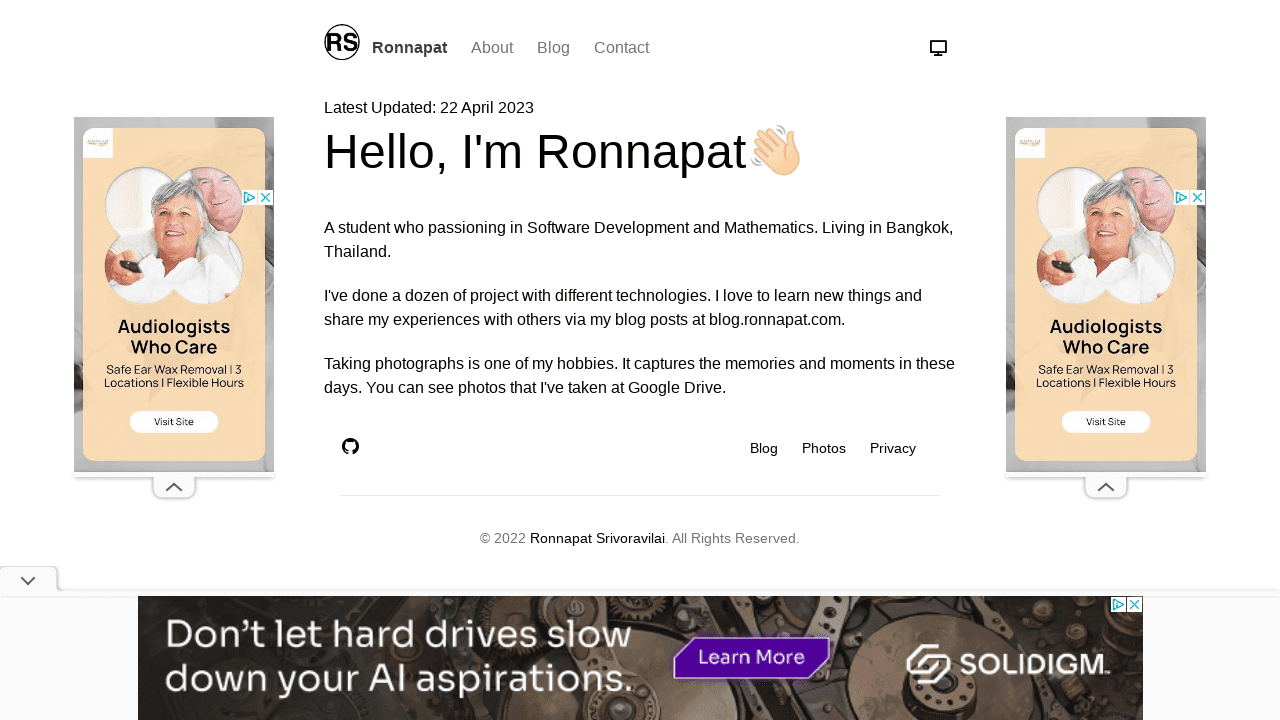 RS
Ronnapat About Blog Contact
Latest Updated: 22 April 2023
Hello, I'm Ronnapat
A student who passioning in Software Development and Mathematics. Living in Bangkok,
Thailand.
I've done a dozen of project with different technologies. I love to learn new things and
share my experiences with others via my blog posts at blog.ronnapat.com.
Taking photographs is one of my hobbies. It captures the memories and moments in these
days. You can see photos that I've taken at Google Drive.
Blog Photos Privacy
© 2022 Ronnapat Srivoravilai. All Rights Reserved.
Audiologists
Who Care
Safe Ear Wax Removal | 3
Locations | Flexible Hours
Visit Site
Audiologists
Who Care
Safe Ear Wax Removal | 3
Locations | Flexible Hours
Visit Site
Don't let hard drives slow
down your AI aspirations.
Learn More
SOLIDIGM